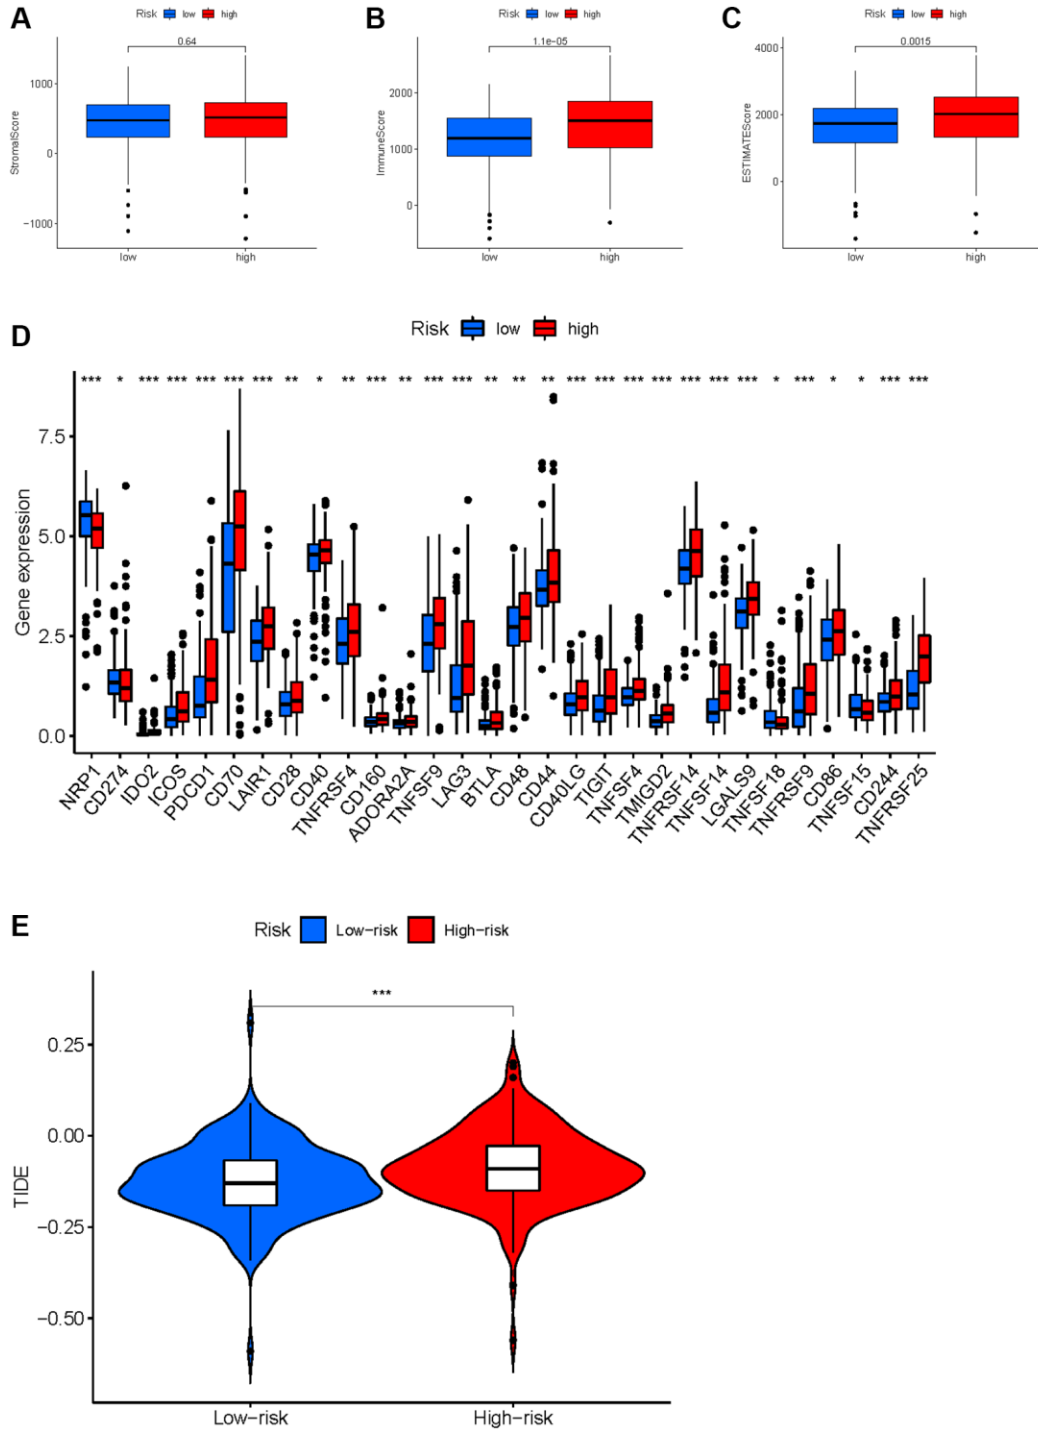 A
Risk low high
0.64
StromalScore
1000
0
−1000
low high
B
Risk low high
1.1e−05
ImmuneScore
2000
1000
0
low high
C
Risk low high
0.0015
ESTIMATEScore
4000
2000
0
low high
D
Risk low high
*** * *** *** *** *** *** ** * ** *** ** *** *** ** ** ** *** *** *** *** *** *** *** * *** * * *** ***
Gene expression
7.5
5.0
2.5
0.0
NRP1
CD274
IDO2
ICOS
PDCD1
CD70
LAIR1
CD28
CD40
TNFRSF4
CD160
ADORA2A
TNFSF9
LAG3
BTLA
CD48
CD44
CD40LG
TIGIT
TNFSF4
TMIGD2
TNFRSF14
TNFSF14
LGALS9
TNFSF18
TNFRSF9
CD86
TNFSF15
CD244
TNFRSF25
E
Risk Low−risk High−risk
***
TIDE
0.25
0.00
−0.25
−0.50
Low−risk High−risk